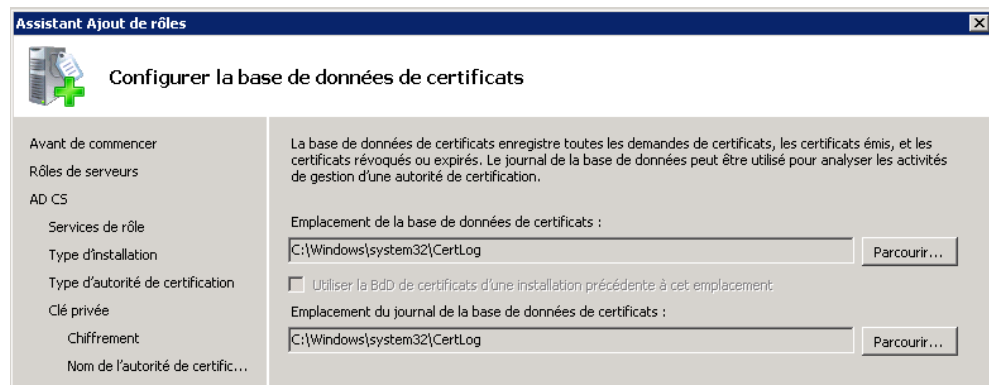 Assistant Ajout de rôles
Configurer la base de données de certificats
Avant de commencer
Rôles de serveurs
AD CS
Services de rôle
Type d'installation
Type d'autorité de certification
Clé privée
Chiffrement
Nom de l'autorité de certific...
La base de données de certificats enregistre toutes les demandes de certificats, les certificats émis, et les
certificats révoqués ou expirés. Le journal de la base de données peut être utilisé pour analyser les activités
de gestion d'une autorité de certification.
Emplacement de la base de données de certificats :
C:\Windows\system32\CertLog
Parcourir...
Utiliser la BdD de certificats d'une installation précédente à cet emplacement
Emplacement du journal de la base de données de certificats :
C:\Windows\system32\CertLog
Parcourir...